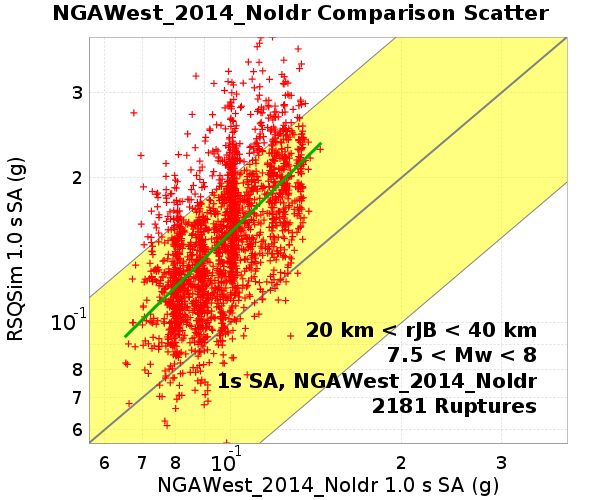 NGAWest_2014_NoIdr Comparison Scatter
RSQSim 1.0 s SA (g)
3
2
10-1
8
7
6
20 km < rJB < 40 km
7.5 < Mw < 8
1s SA, NGAWest_2014_NoIdr
2181 Ruptures
6 7 8 10-1 2 3
NGAWest_2014_NoIdr 1.0 s SA (g)